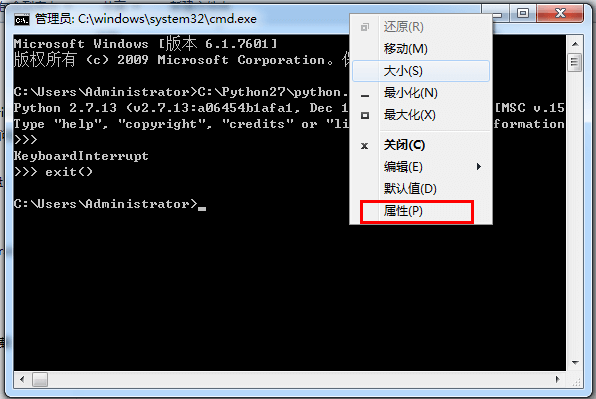 管理员: C:\windows\system32\cmd.exe
Microsoft Windows [版本 6.1.7601]
版权所有 (c) 2009 Microsoft Corporation。
C:\Users\Administrator>C:\Python27\python.
Python 2.7.13 (v2.7.13:a06454b1afa1, Dec 1 [MSC v.15
Type "help", "copyright", "credits" or "li formation
>>>
KeyboardInterrupt
>>> exit()
C:\Users\Administrator>_
还原(R)
移动(M)
大小(S)
最小化(N)
最大化(X)
关闭(C)
编辑(E)
默认值(D)
属性(P)